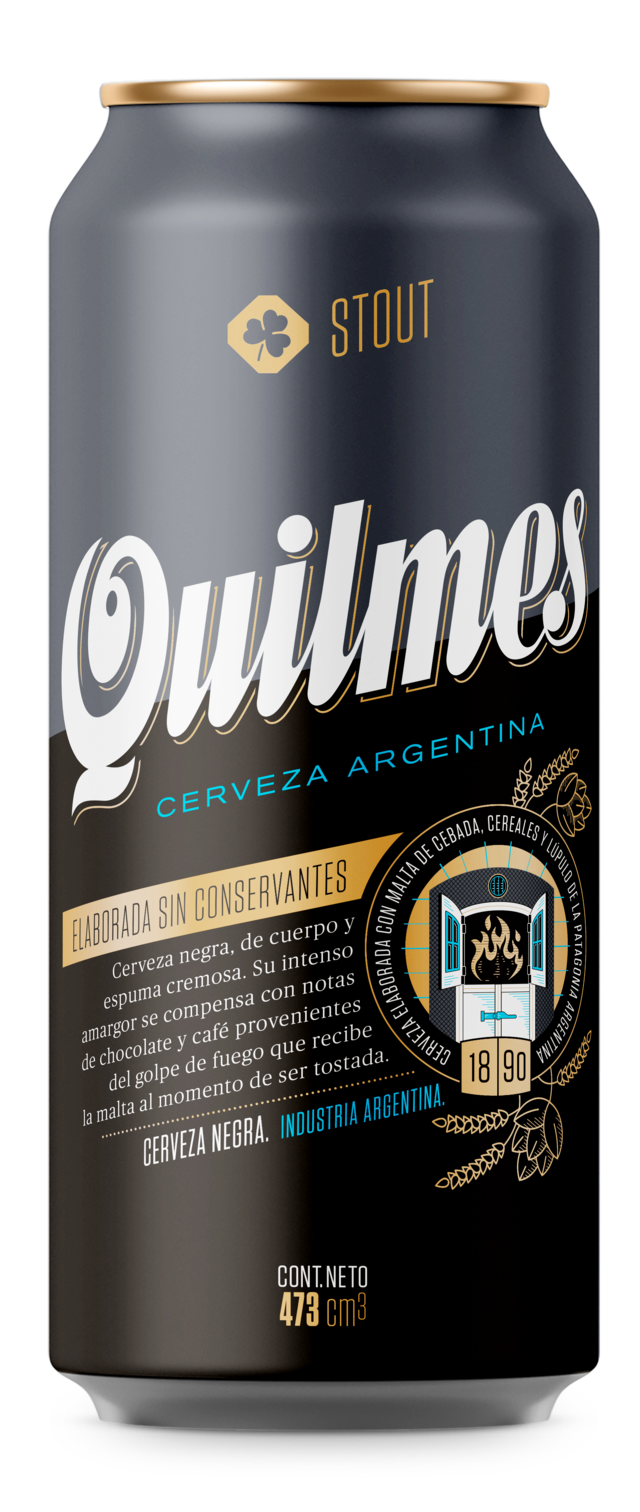 STOUT
Quilmes
CERVEZA ARGENTINA
ELABORADA SIN CONSERVANTES
Cerveza negra, de cuerpo y
espuma cremosa. Su intenso
amargor se compensa con notas
de chocolate y café provenientes
del golpe de fuego que recibe
la malta al momento de ser tostada.
CERVEZA NEGRA. INDUSTRIA ARGENTINA.
CERVEZA ELABORADA CON MALTA DE CEBADA, CEREALES Y LÚPULO DE LA PATAGONIA ARGENTINA
18 90
CONT. NETO
473 cm3